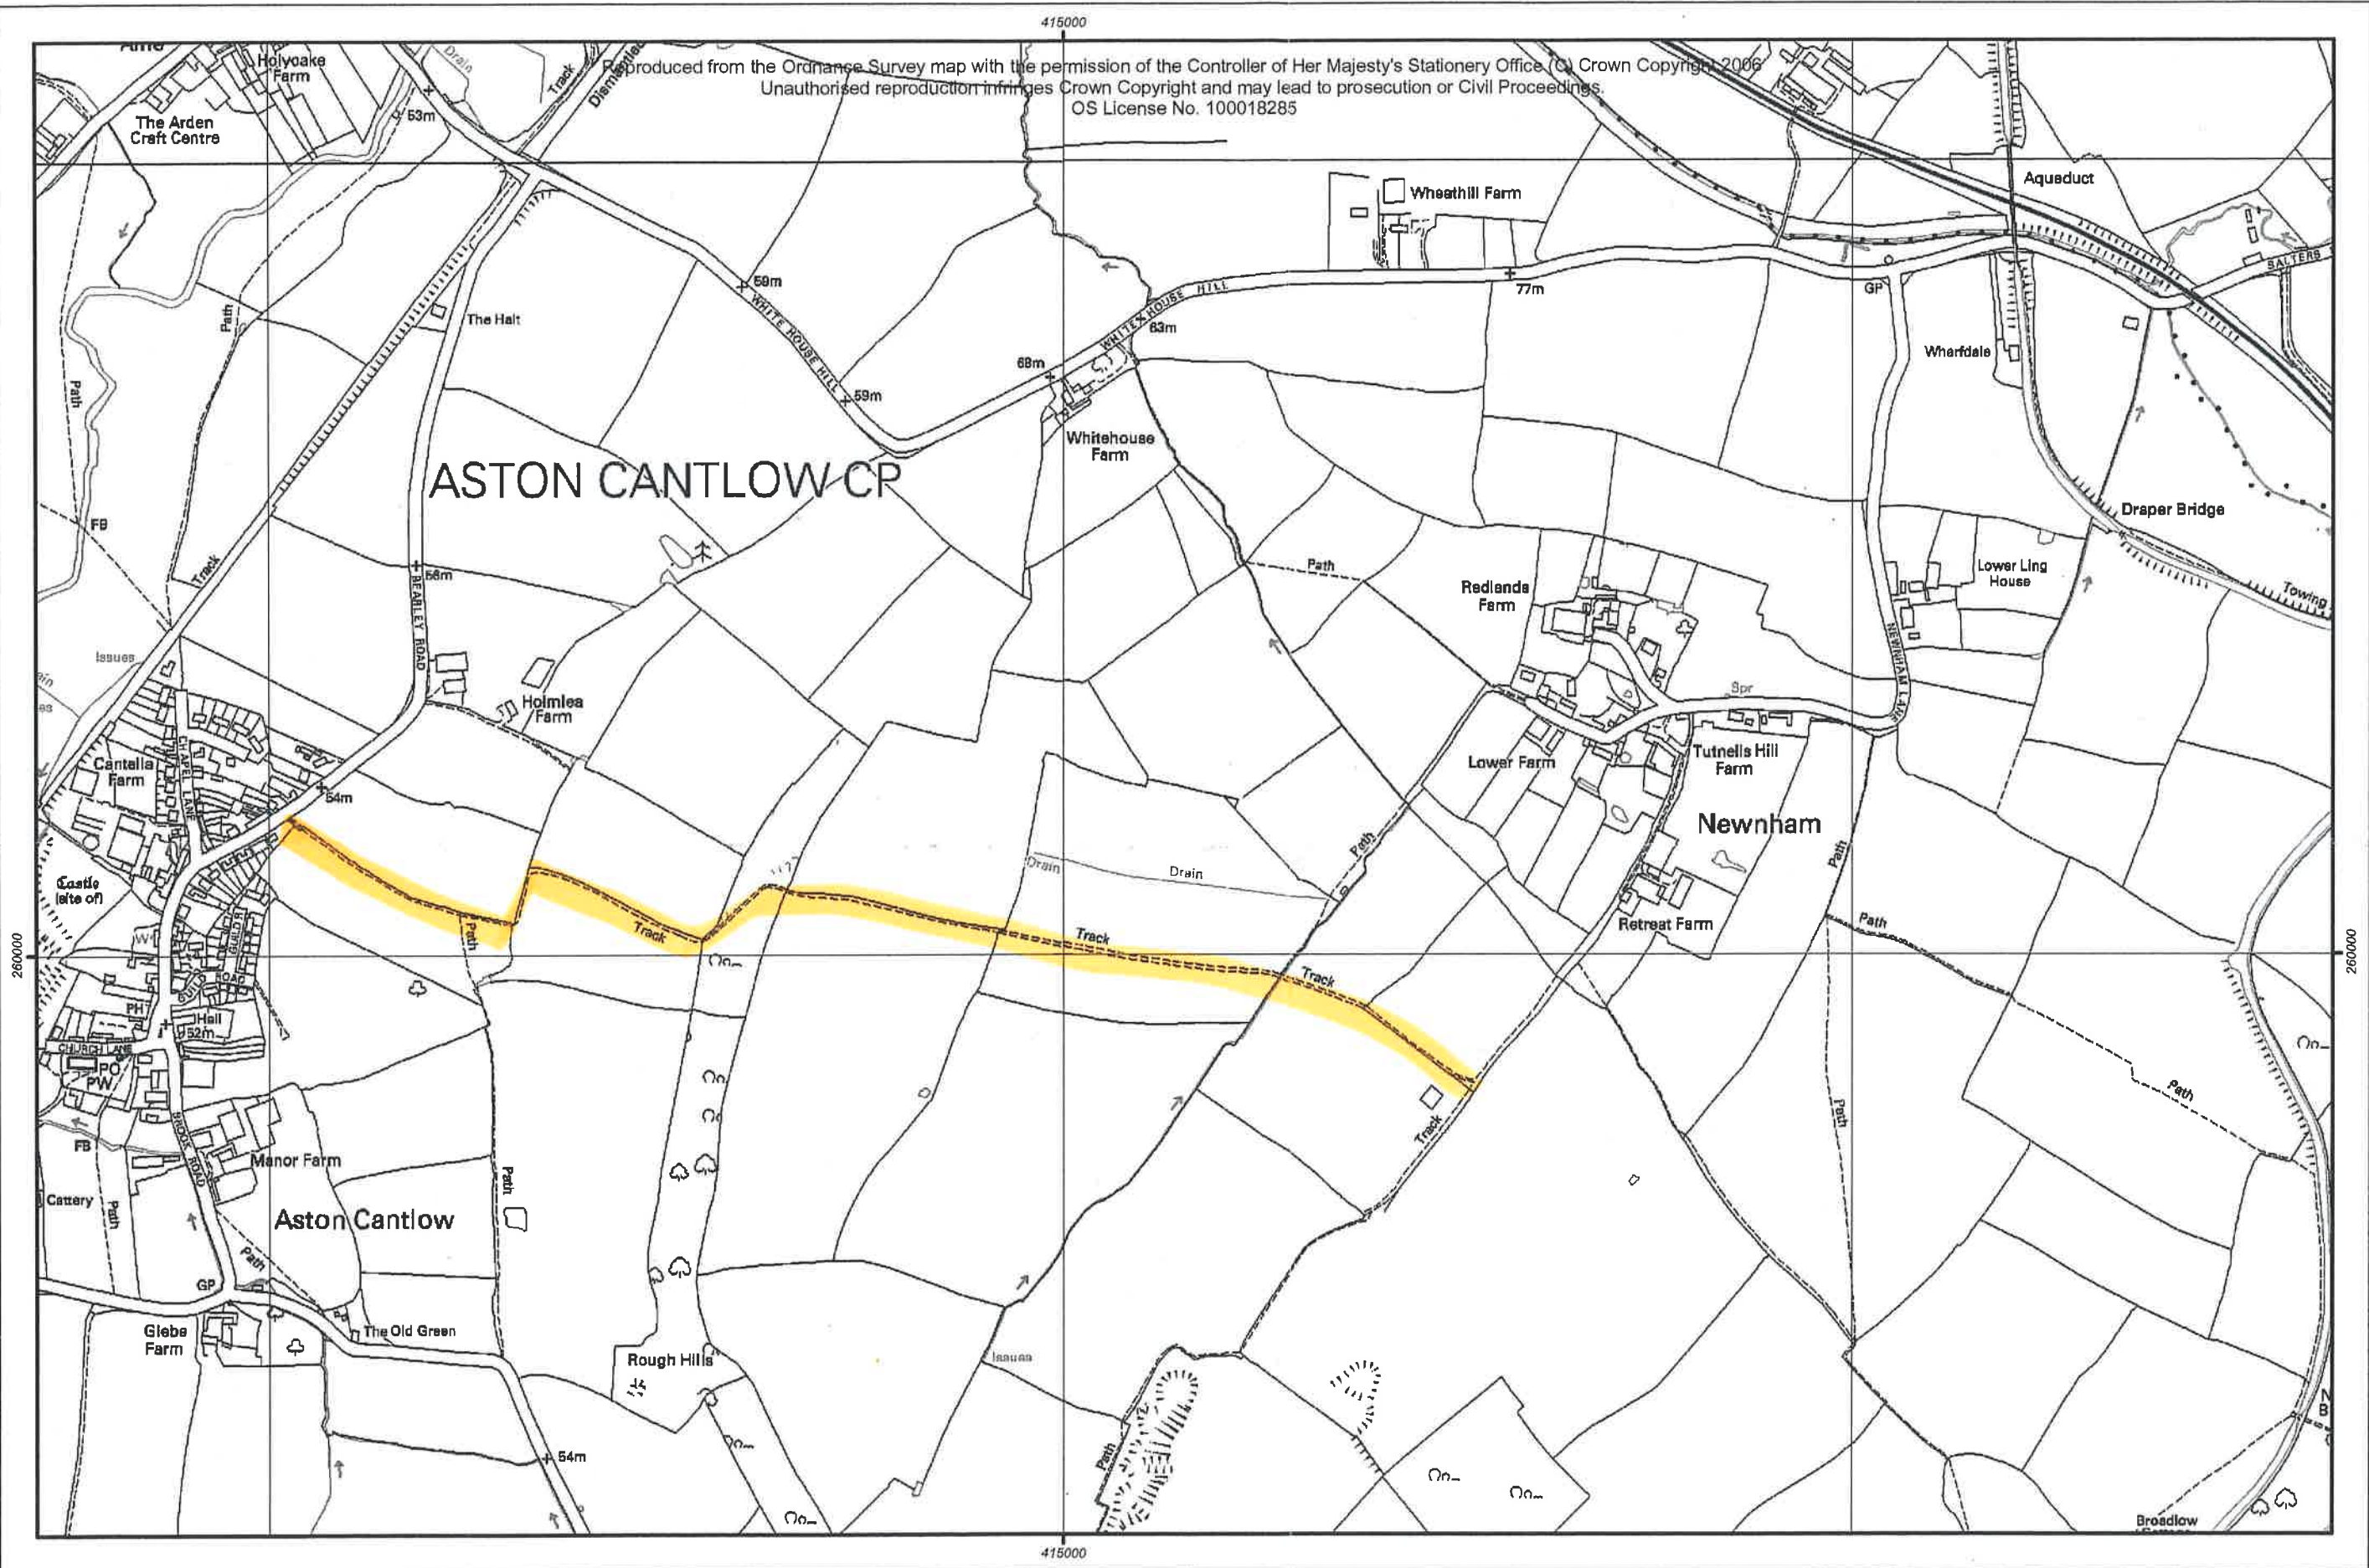 415000
Reproduced from the Ordnance Survey map with the permission of the Controller of Her Majesty's Stationery Office (C) Crown Copyright 2006
Unauthorised reproduction infringes Crown Copyright and may lead to prosecution or Civil Proceedings.
OS License No. 100018285
Holyoake
Farm
Drain
Track
The Arden
Craft Centre
53m
Aqueduct
Wheathill Farm
SALTERS
59m
WHITE HOUSE HILL
77m
GP
The Halt
Path
WHITE HOUSE HILL
63m
Wharfdale
68m
59m
Path
Whitehouse
Farm
ASTON CANTLOW CP
FB
Draper Bridge
Track
56m
BEARLEY ROAD
Path
Redlands
Farm
Lower Ling
House
Towing
NEWNHAM LANE
Issues
Spr
Holmlea
Farm
Cantella
Farm
CHAPEL LANE
Lower Farm
Tutnells Hill
Farm
54m
Newnham
Path
Path
Castle
(site of)
Drain
Drain
Path
Retreat Farm
Path
Track
Track
Track
260000
260000
W
GUILD R
GUILD ROAD
PH
Hall
52m
CHURCH LANE
PO
PW
FB
BROOK ROAD
Manor Farm
Track
Path
Path
Path
Cattery
Path
Aston Cantlow
Path
GP
Glebe
Farm
The Old Green
Rough Hills
Issues
54m
Path
N
B
Broadlow
415000